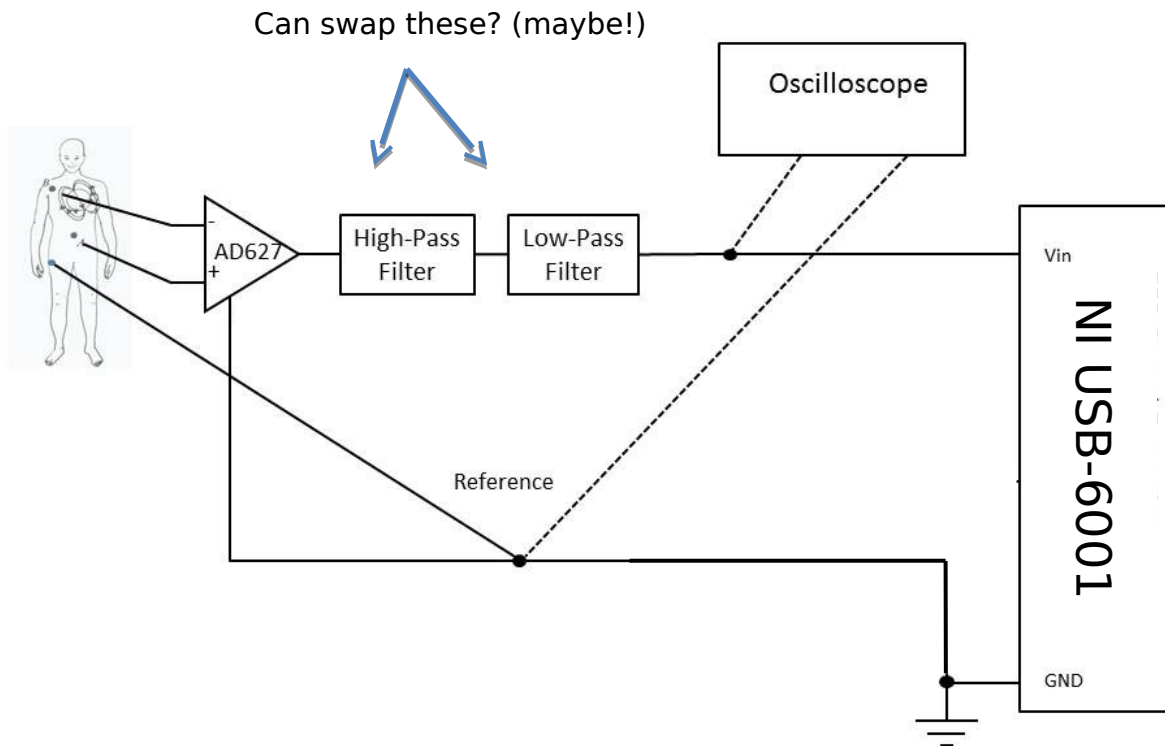 Can swap these? (maybe!)
Oscilloscope
-
AD627
+
High-Pass
Filter
Low-Pass
Filter
Vin
NI USB-6001
Reference
GND